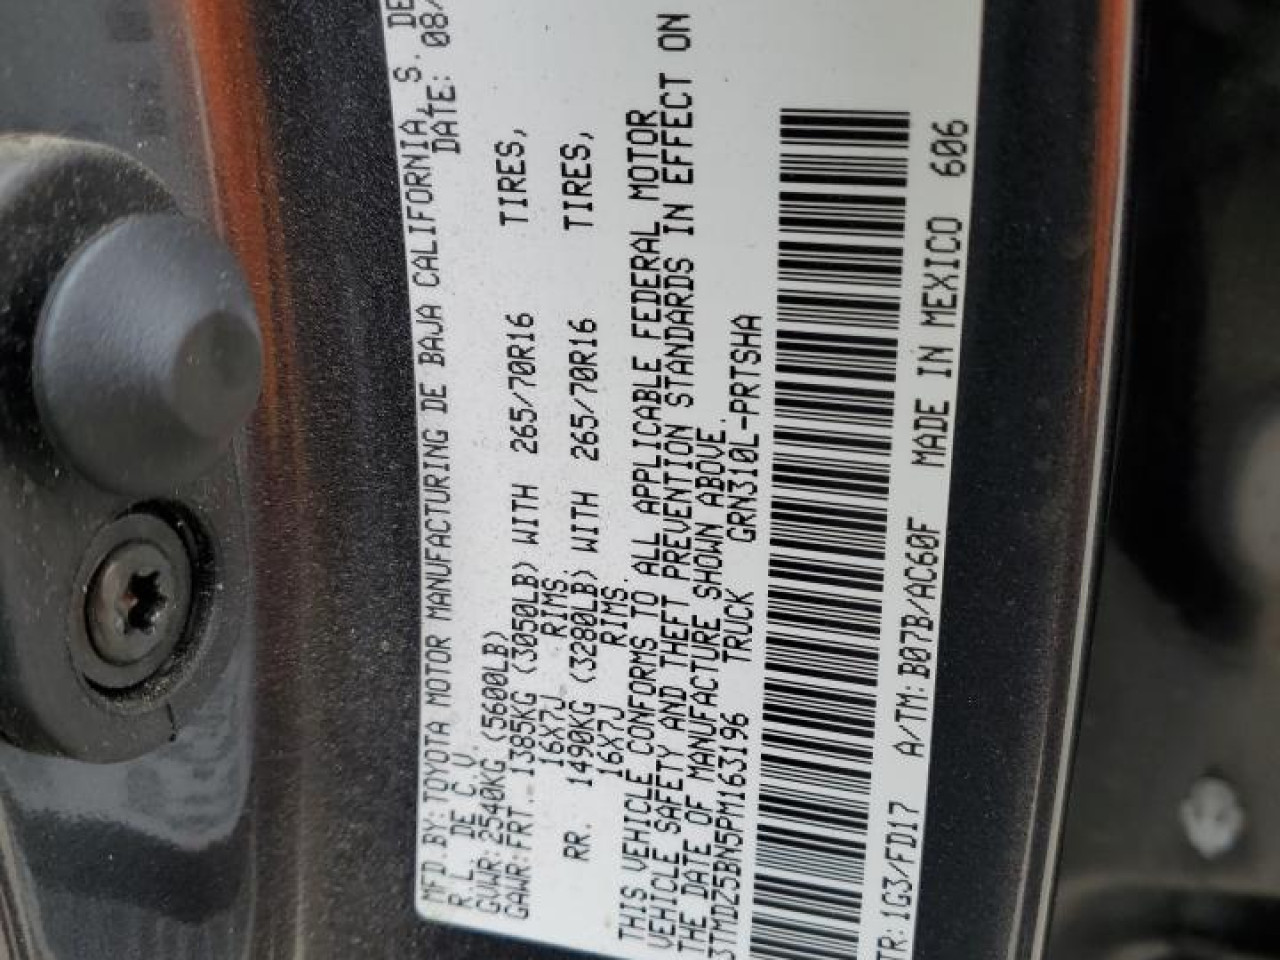 MFD.BY:TOYOTA MOTOR MANUFACTURING DE BAJA CALIFORNIA, S. DE
R.L. DE C.V. DATE: 08/
GVWR:2540KG (5600LB)
GAWR:FRT. 1385KG (3050LB) WITH 265/70R16 TIRES,
16X7J RIMS.
RR. 1490KG (3280LB) WITH 265/70R16 TIRES,
16X7J RIMS.
THIS VEHICLE CONFORMS TO ALL APPLICABLE FEDERAL MOTOR
VEHICLE SAFETY AND THEFT PREVENTION STANDARDS IN EFFECT ON
THE DATE OF MANUFACTURE SHOWN ABOVE.
3TMDZ5BN5PM163196 TRUCK GRN310L-PRTSHA
TR:1G3/FD17 A/TM:B07B/AC60F MADE IN MEXICO 606